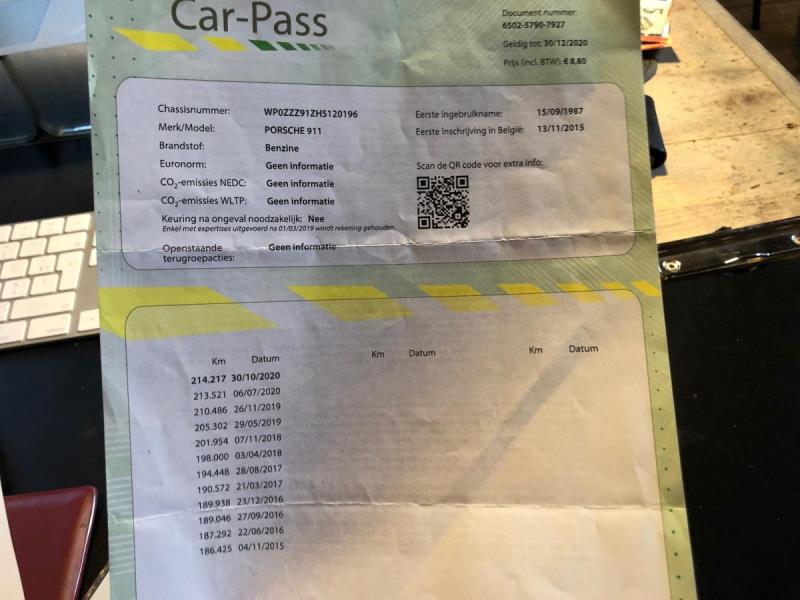 Car-Pass
Document nummer:
6502-5790-7927
Geldig tot: 30/12/2020
Prijs (incl. BTW): € 8,80
Chassisnummer: WP0ZZZ91ZHS120196
Merk/Model: PORSCHE 911
Brandstof: Benzine
Euronorm: Geen informatie
CO2-emissies NEDC: Geen informatie
CO2-emissies WLTP: Geen informatie
Keuring na ongeval noodzakelijk: Nee
Enkel met expertises uitgevoerd na 01/03/2019 wordt rekening gehouden.
Openstaande terugroepacties: Geen informatie
Eerste ingebruikname: 15/09/1987
Eerste inschrijving in België: 13/11/2015
Scan de QR code voor extra info:
Km Datum Km Datum Km Datum
214.217 30/10/2020
213.521 06/07/2020
210.486 26/11/2019
205.302 29/05/2019
201.954 07/11/2018
198.000 03/04/2018
194.448 28/08/2017
190.572 21/03/2017
189.938 23/12/2016
189.046 27/09/2016
187.292 22/06/2016
186.425 04/11/2015